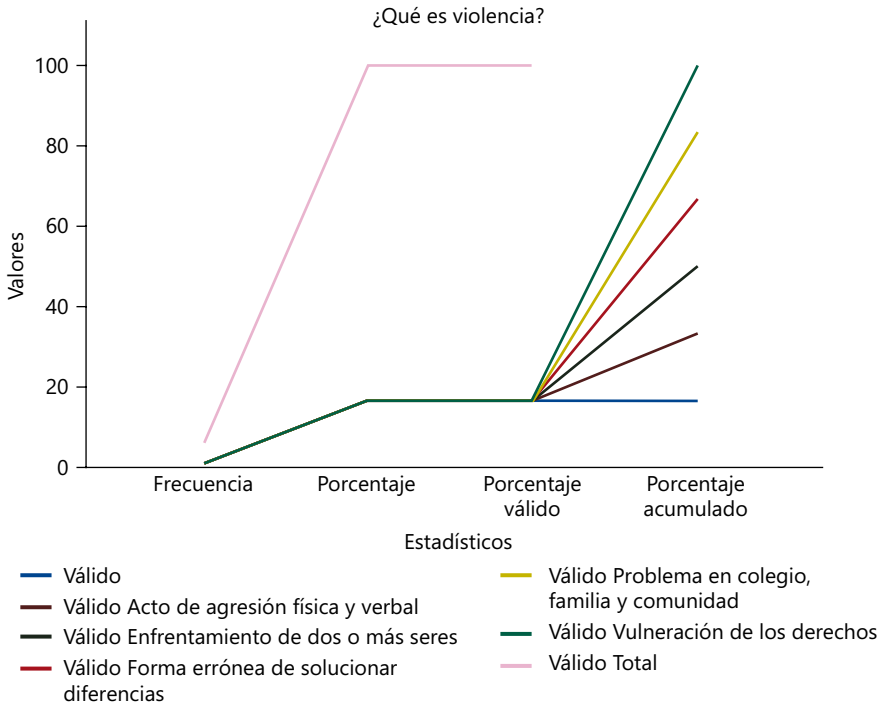 ¿Qué es violencia?
Valores
100
80
60
40
20
0
Frecuencia
Porcentaje
Porcentaje
válido
Porcentaje
acumulado
Estadísticos
Válido
Válido Acto de agresión física y verbal
Válido Enfrentamiento de dos o más seres
Válido Forma errónea de solucionar
diferencias
Válido Problema en colegio,
familia y comunidad
Válido Vulneración de los derechos
Válido Total